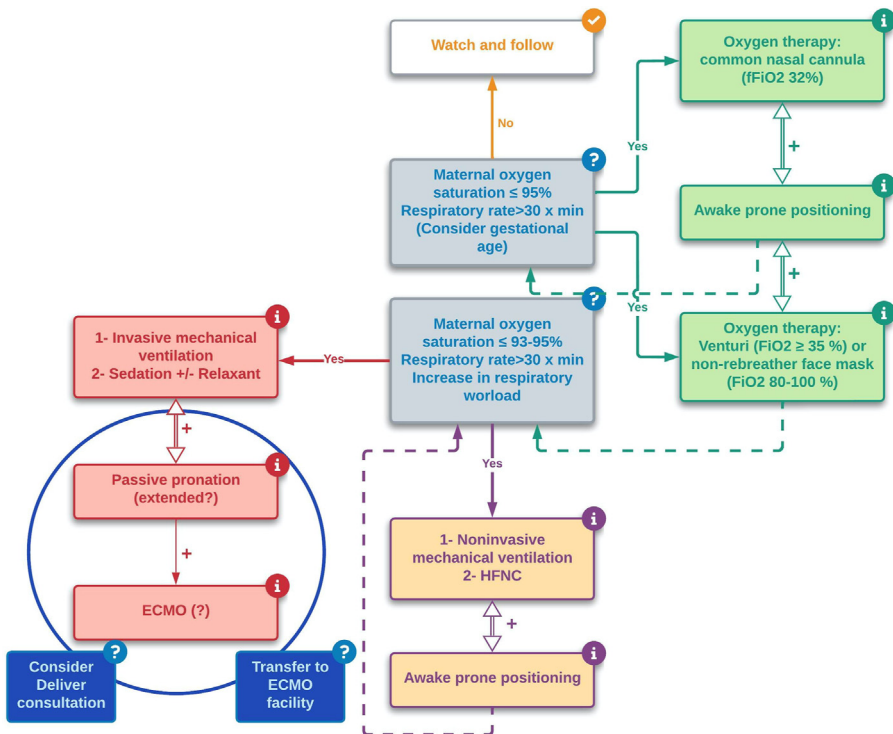 Watch and follow
Oxygen therapy:
common nasal cannula
(fFiO2 32%)
No
Yes
+
Maternal oxygen
saturation ≤ 95%
Respiratory rate>30 x min
(Consider gestational
age)
Awake prone positioning
+
Yes
Maternal oxygen
saturation ≤ 93-95%
Respiratory rate>30 x min
Increase in respiratory
worload
Oxygen therapy:
Venturi (FiO2 ≥ 35 %) or
non-rebreather face mask
(FiO2 80-100 %)
Yes
1- Invasive mechanical
ventilation
2- Sedation +/- Relaxant
+
Passive pronation
(extended?)
+
ECMO (?)
Consider
Deliver
consultation
Transfer to
ECMO
facility
Yes
1- Noninvasive
mechanical ventilation
2- HFNC
+
Awake prone positioning